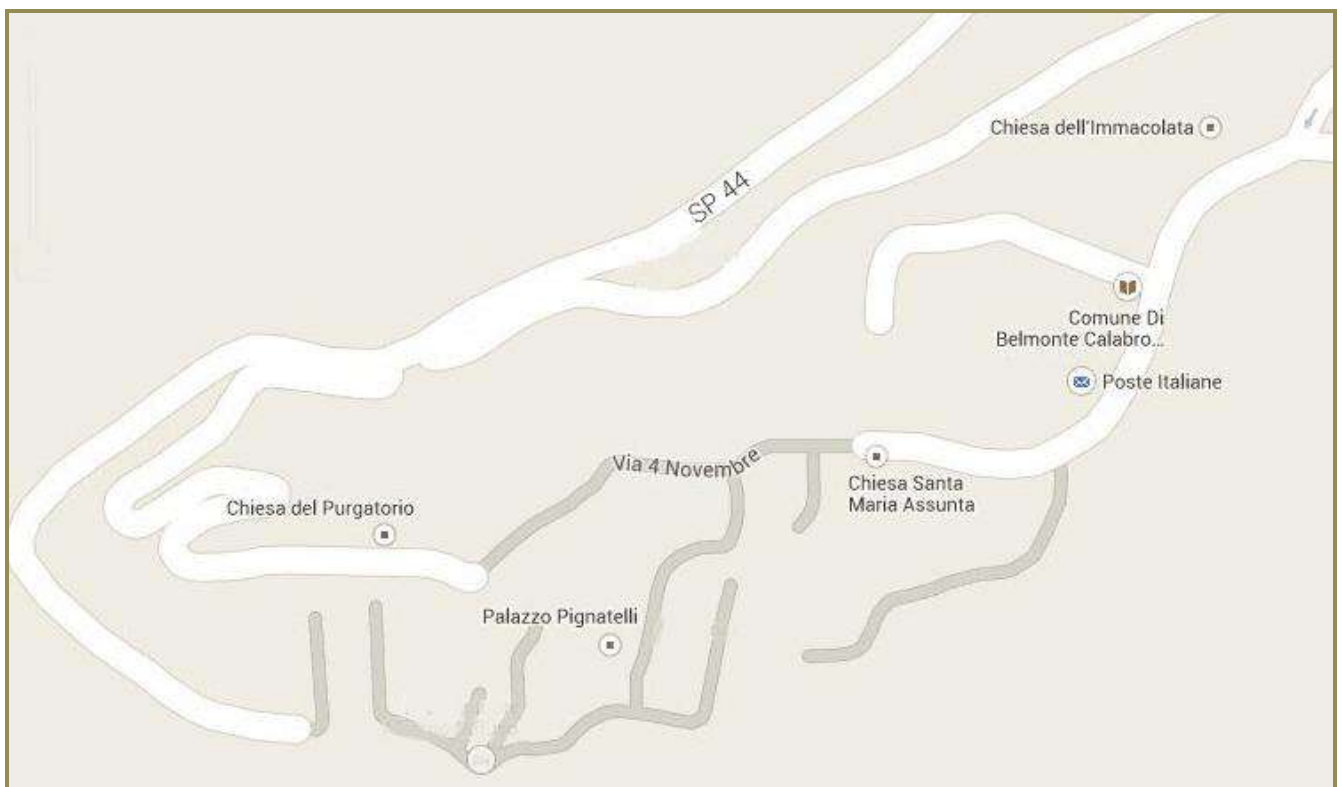 Chiesa dell'Immacolata
SP 44
Comune Di
Belmonte Calabro...
Poste Italiane
Via 4 Novembre
Chiesa Santa
Maria Assunta
Chiesa del Purgatorio
Palazzo Pignatelli